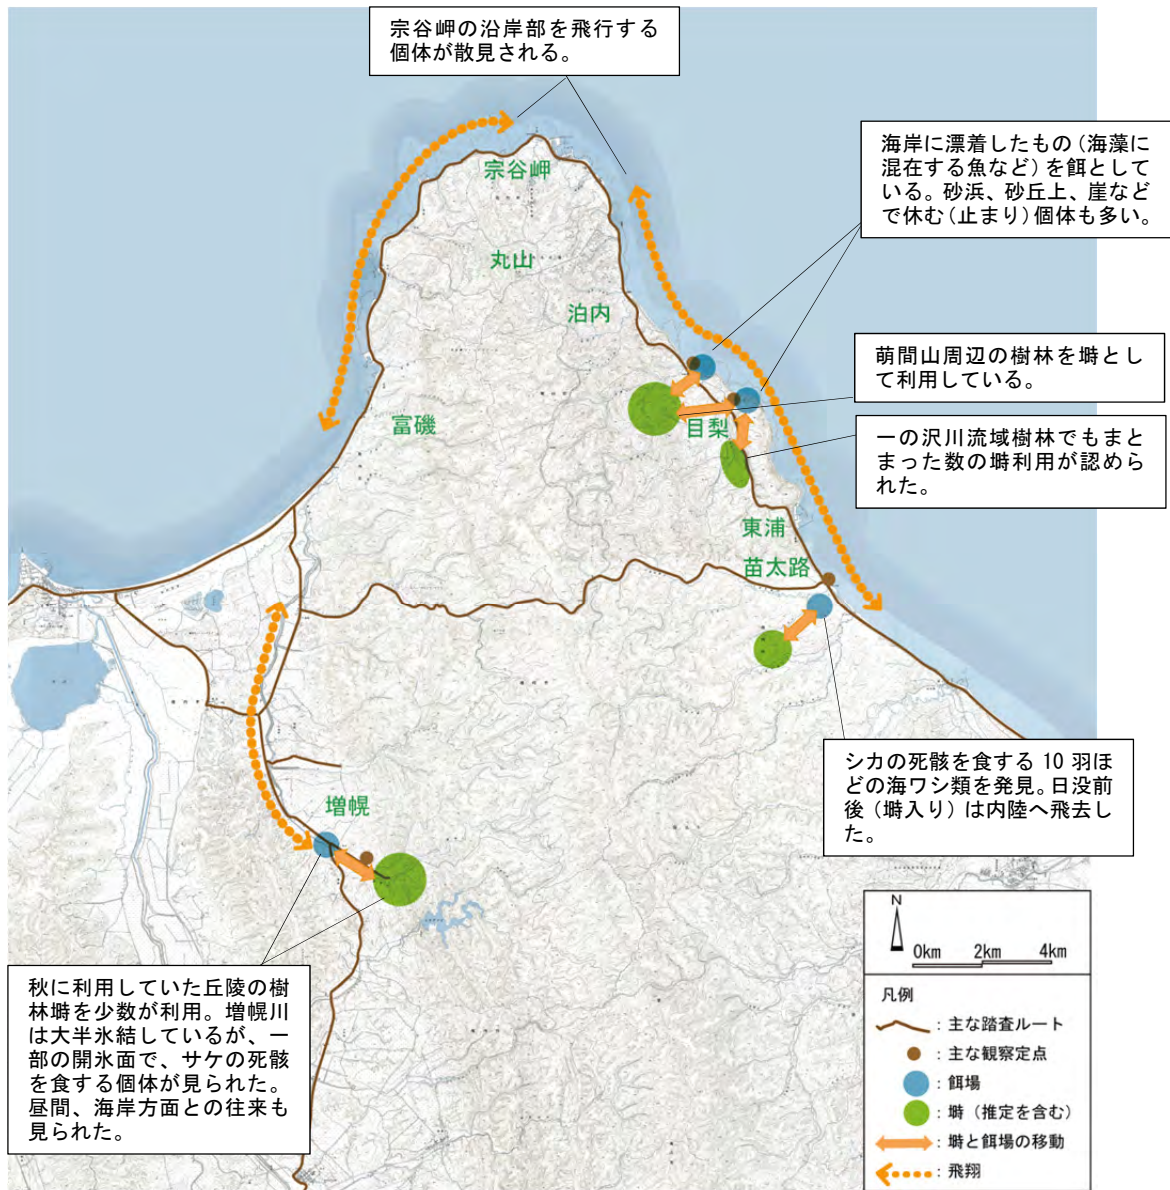 宗谷岬の沿岸部を飛行する
個体が散見される。
海岸に漂着したもの（海藻に
混在する魚など）を餌として
いる。砂浜、砂丘上、崖など
で休む（止まり）個体も多い。
宗谷岬
丸山
泊内
萌間山周辺の樹林を塒とし
て利用している。
富磯
目梨
一の沢川流域樹林でもまと
まった数の塒利用が認めら
れた。
東浦
苗太路
シカの死骸を食する 10 羽ほ
どの海ワシ類を発見。日没前
後（塒入り）は内陸へ飛去し
た。
増幌
秋に利用していた丘陵の樹
林塒を少数が利用。増幌川
は大半氷結しているが、一
部の開氷面で、サケの死骸
を食する個体が見られた。
昼間、海岸方面との往来も
見られた。
N
0km 2km 4km
凡例
：主な踏査ルート
：主な観察定点
：餌場
：塒（推定を含む）
：塒と餌場の移動
：飛翔